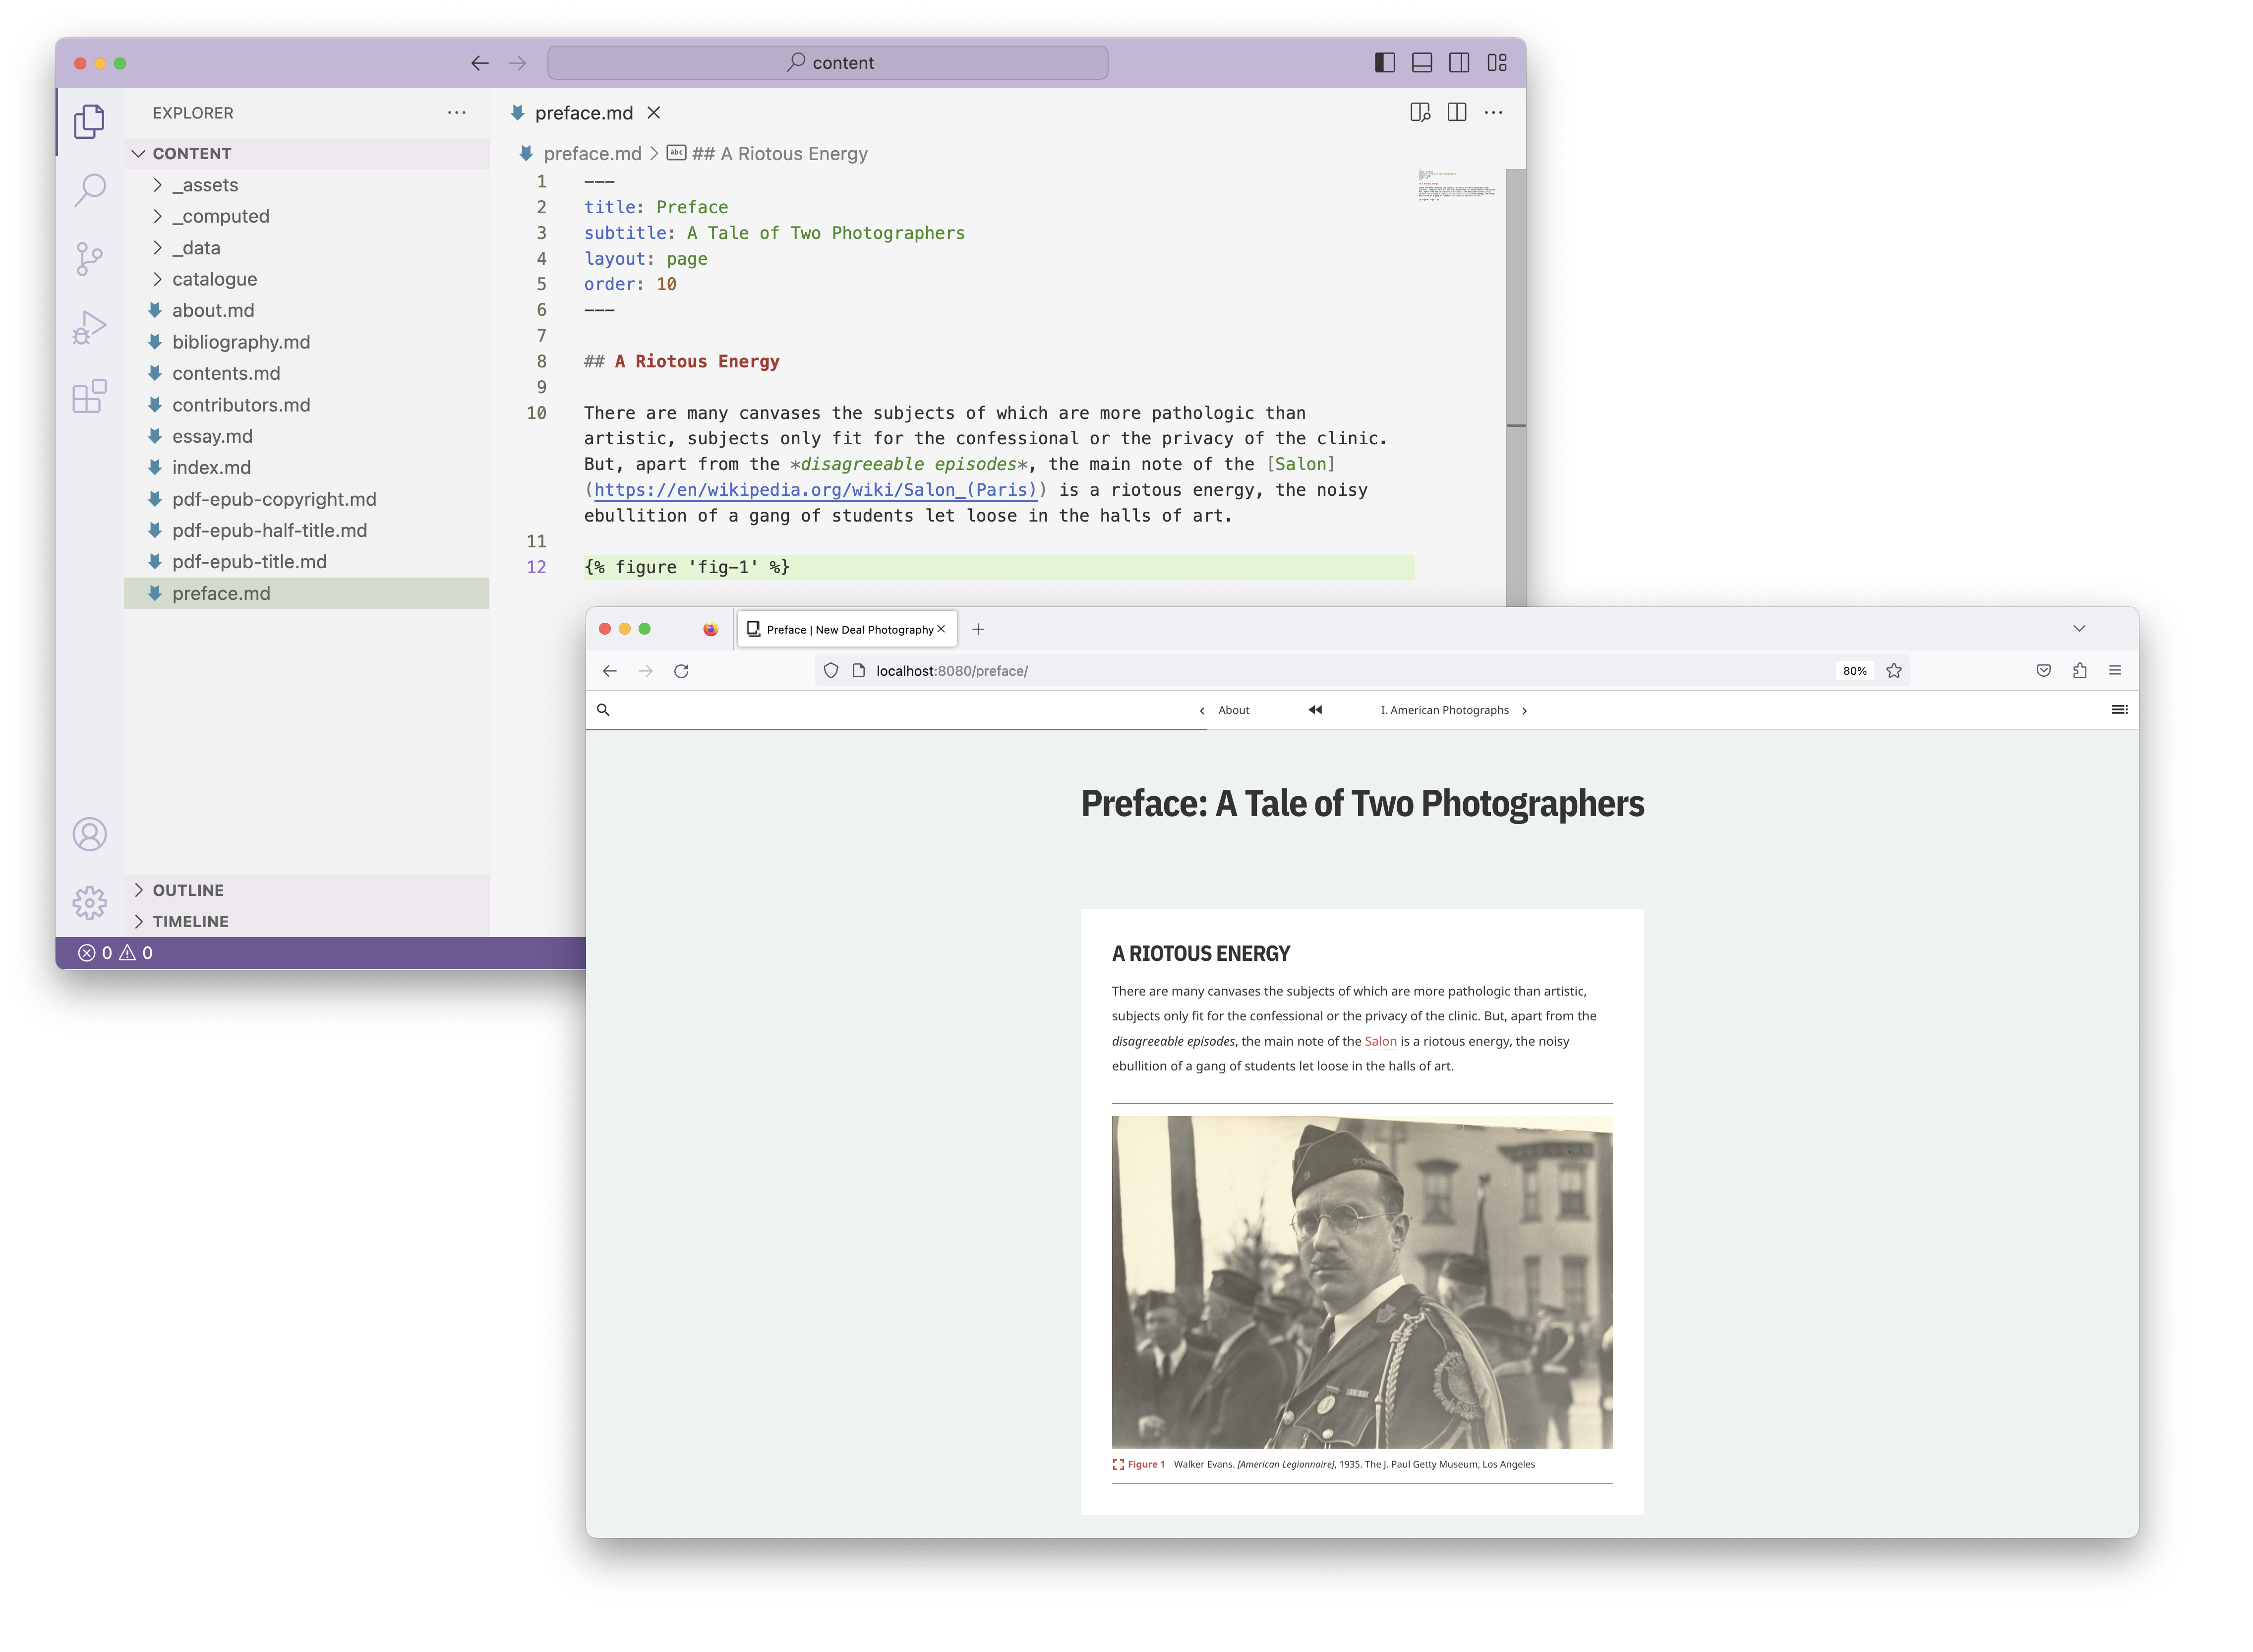 content
EXPLORER
CONTENT
_assets
_computed
_data
catalogue
about.md
bibliography.md
contents.md
contributors.md
essay.md
index.md
pdf-epub-copyright.md
pdf-epub-half-title.md
pdf-epub-title.md
preface.md
OUTLINE
TIMELINE
0 0
preface.md
preface.md > ## A Riotous Energy
1 ---
2 title: Preface
3 subtitle: A Tale of Two Photographers
4 layout: page
5 order: 10
6 ---
7
8 ## A Riotous Energy
9
10 There are many canvases the subjects of which are more pathologic than
artistic, subjects only fit for the confessional or the privacy of the clinic.
But, apart from the *disagreeable episodes*, the main note of the [Salon]
(https://en/wikipedia.org/wiki/Salon_(Paris)) is a riotous energy, the noisy
ebullition of a gang of students let loose in the halls of art.
11
12 {% figure 'fig-1' %}
Preface | New Deal Photography
localhost:8080/preface/
80%
About
I. American Photographs
Preface: A Tale of Two Photographers
A RIOTOUS ENERGY
There are many canvases the subjects of which are more pathologic than artistic,
subjects only fit for the confessional or the privacy of the clinic. But, apart from the
disagreeable episodes, the main note of the Salon is a riotous energy, the noisy
ebullition of a gang of students let loose in the halls of art.
Figure 1 Walker Evans. [American Legionnaire], 1935. The J. Paul Getty Museum, Los Angeles